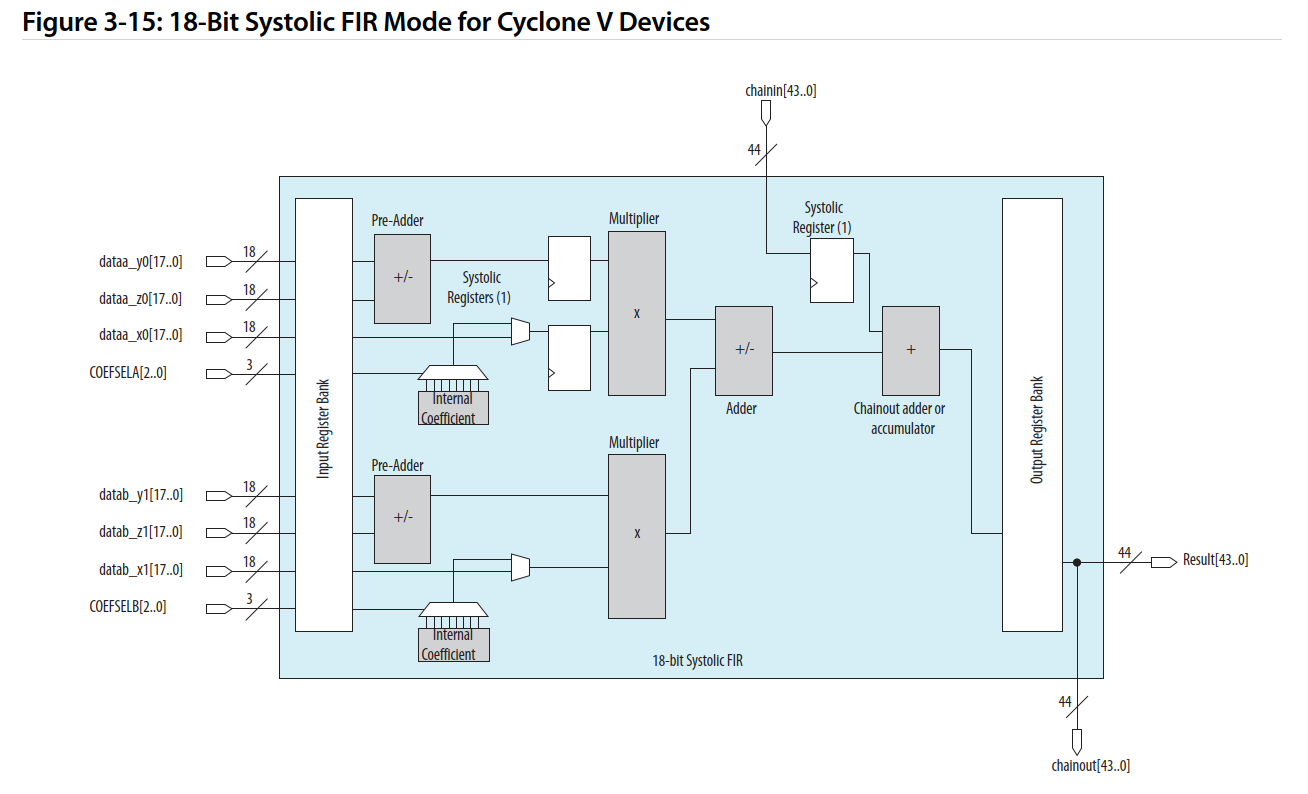 Figure 3-15: 18-Bit Systolic FIR Mode for Cyclone V Devices
chainin[43..0]
44
Systolic
Register (1)
Pre-Adder
Multiplier
dataa_y0[17..0]
18
+/-
Systolic
Registers (1)
dataa_z0[17..0]
18
x
dataa_x0[17..0]
18
+/-
+
COEFSELA[2..0]
3
Internal
Coefficient
Adder
Chainout adder or
accumulator
Input Register Bank
Output Register Bank
Multiplier
Pre-Adder
datab_y1[17..0]
18
+/-
datab_z1[17..0]
18
x
datab_x1[17..0]
18
44
Result[43..0]
COEFSELB[2..0]
3
Internal
Coefficient
18-bit Systolic FIR
44
chainout[43..0]